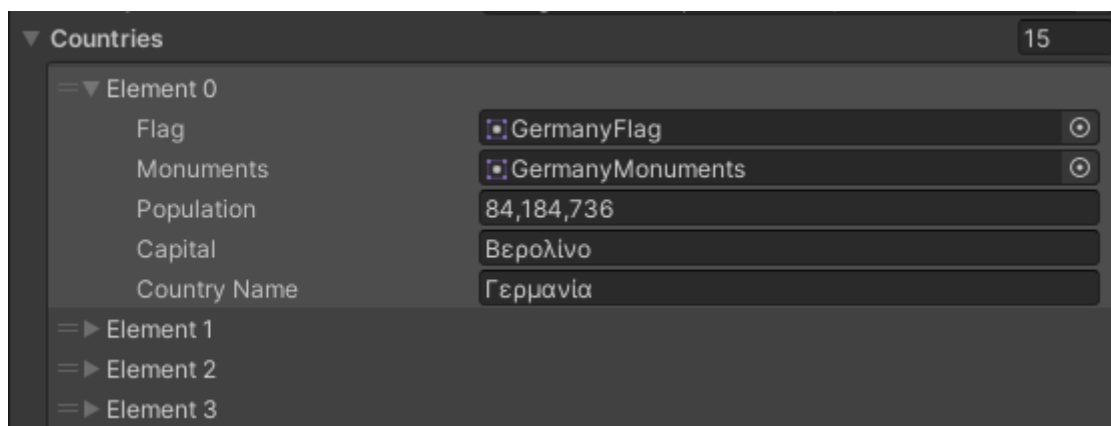 Countries 15
Element 0
Flag GermanyFlag
Monuments GermanyMonuments
Population 84,184,736
Capital Βερολίνο
Country Name Γερμανία
Element 1
Element 2
Element 3